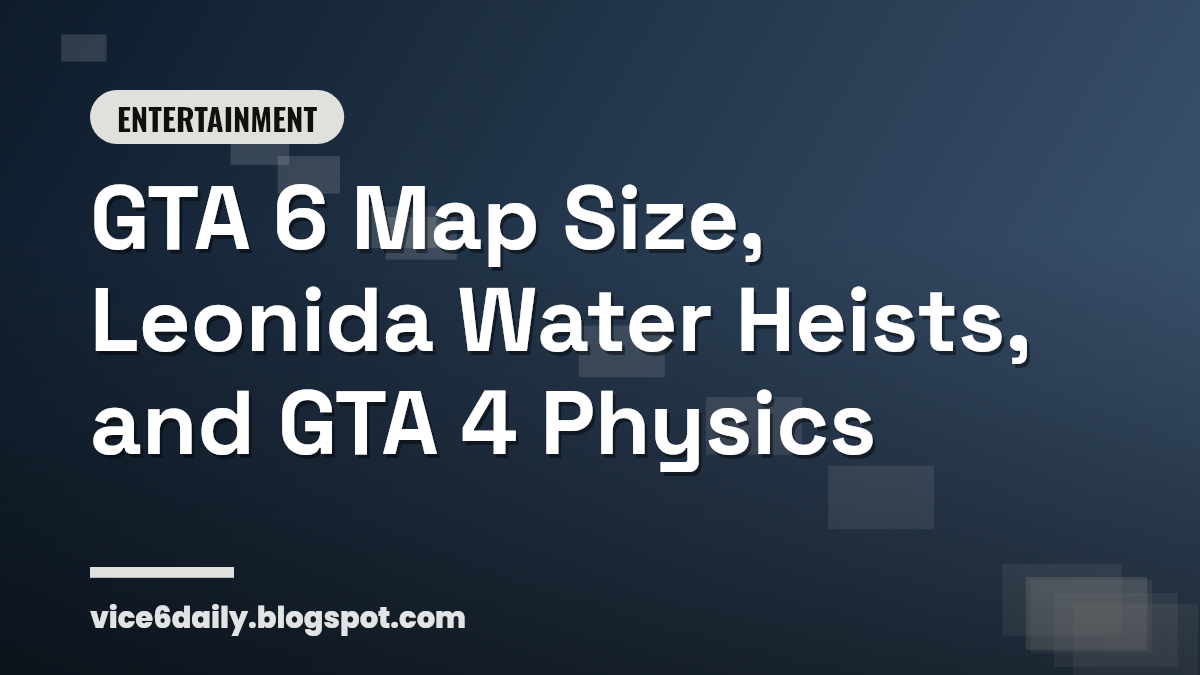 ENTERTAINMENT
GTA 6 Map Size,
Leonida Water Heists,
and GTA 4 Physics
vice6daily.blogspot.com